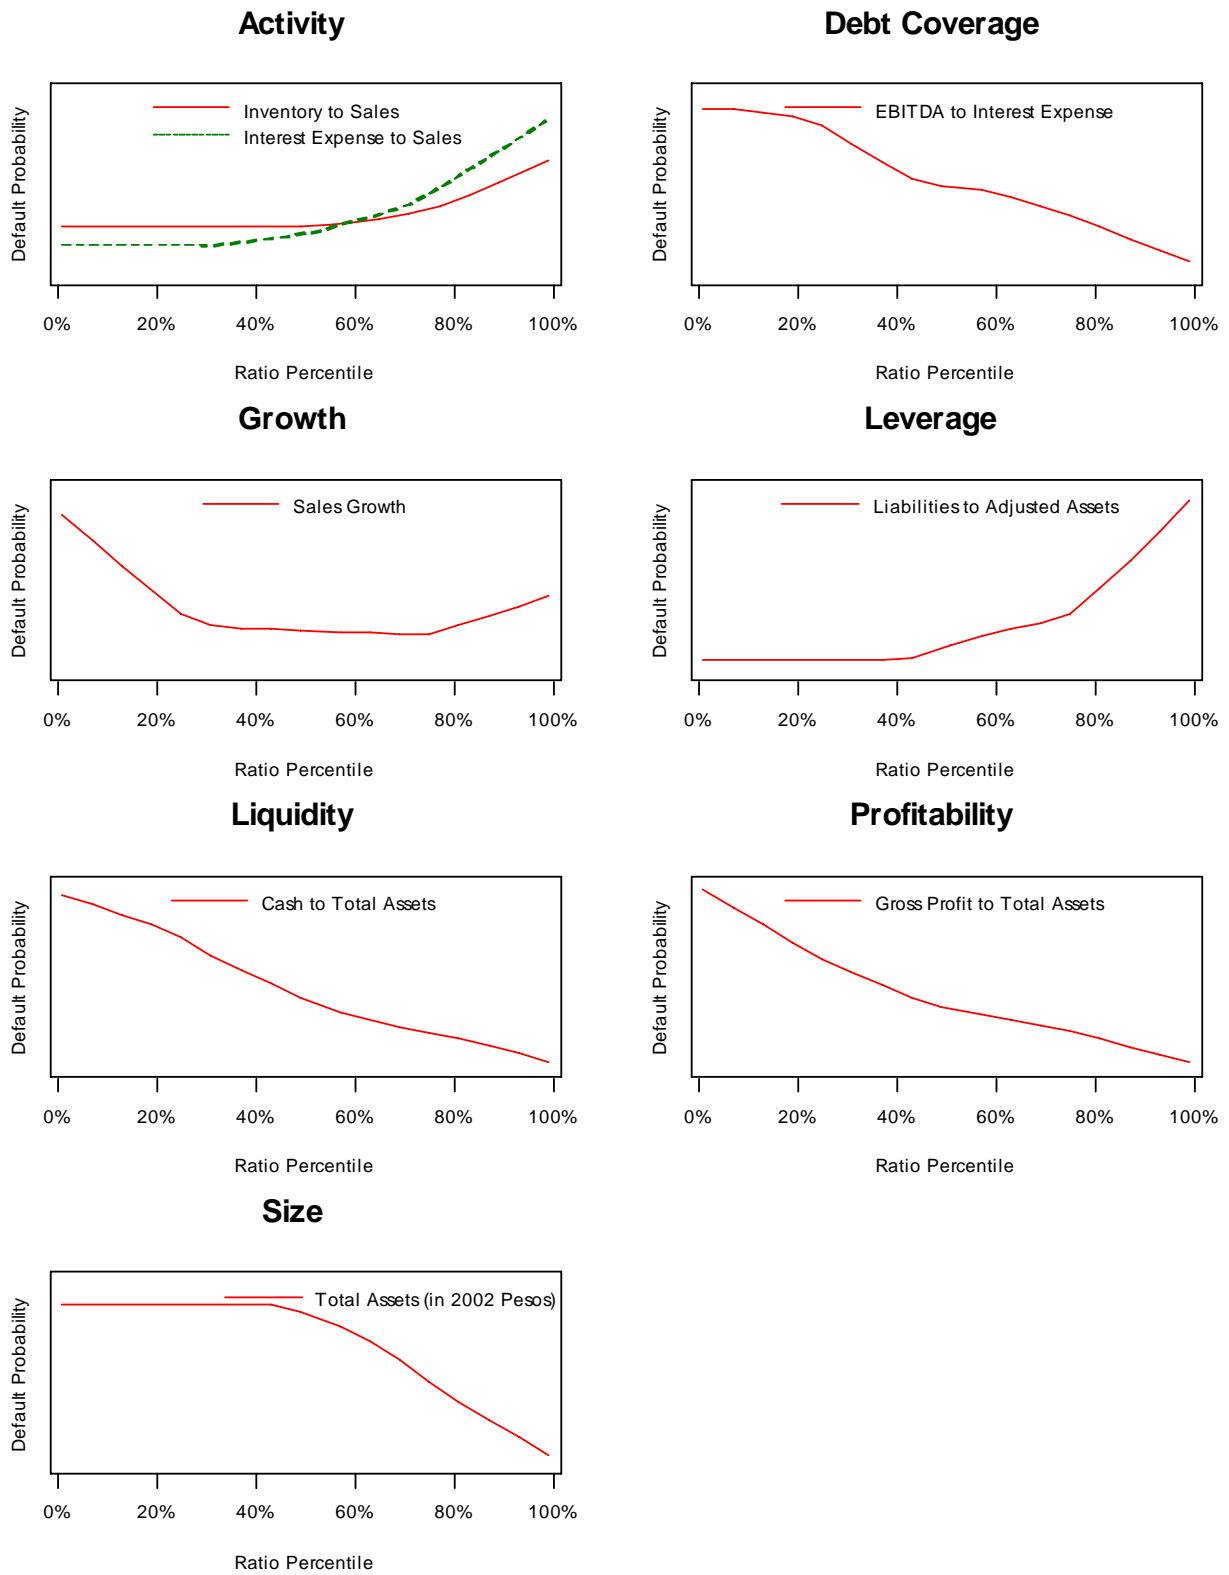 Activity
Default Probability
Inventory to Sales
Interest Expense to Sales
0% 20% 40% 60% 80% 100%
Ratio Percentile
Debt Coverage
Default Probability
EBITDA to Interest Expense
0% 20% 40% 60% 80% 100%
Ratio Percentile
Growth
Default Probability
Sales Growth
0% 20% 40% 60% 80% 100%
Ratio Percentile
Leverage
Default Probability
Liabilities to Adjusted Assets
0% 20% 40% 60% 80% 100%
Ratio Percentile
Liquidity
Default Probability
Cash to Total Assets
0% 20% 40% 60% 80% 100%
Ratio Percentile
Profitability
Default Probability
Gross Profit to Total Assets
0% 20% 40% 60% 80% 100%
Ratio Percentile
Size
Default Probability
Total Assets (in 2002 Pesos)
0% 20% 40% 60% 80% 100%
Ratio Percentile